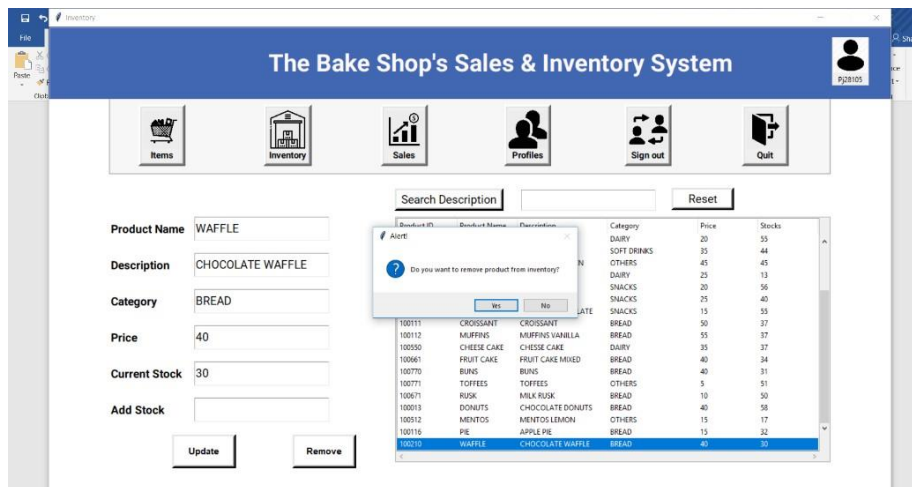 Inventory
File
Sha
Paste
The Bake Shop's Sales & Inventory System
Pj28105
Items Inventory Sales Profiles Sign out Quit
Search Description Reset
Product Name WAFFLE
Description CHOCOLATE WAFFLE
Category BREAD
Price 40
Current Stock 30
Add Stock
Update Remove
Product ID Product Name Description Category Price Stocks
DAIRY 20 55
SOFT DRINKS 35 44
OTHERS 45 45
DAIRY 25 13
SNACKS 20 56
SNACKS 25 40
SNACKS 15 55
100111 CROISSANT CROISSANT BREAD 50 37
100112 MUFFINS MUFFINS VANILLA BREAD 55 37
100550 CHEESE CAKE CHESSE CAKE DAIRY 35 37
100661 FRUIT CAKE FRUIT CAKE MIXED BREAD 40 34
100770 BUNS BUNS BREAD 40 31
100771 TOFFEES TOFFEES OTHERS 5 51
100671 RUSK MILK RUSK BREAD 10 50
100013 DONUTS CHOCOLATE DONUTS BREAD 40 58
100512 MENTOS MENTOS LEMON OTHERS 15 17
100116 PIE APPLE PIE BREAD 15 32
100210 WAFFLE CHOCOLATE WAFFLE BREAD 40 30
Alert!
Do you want to remove product from inventory?
Yes No